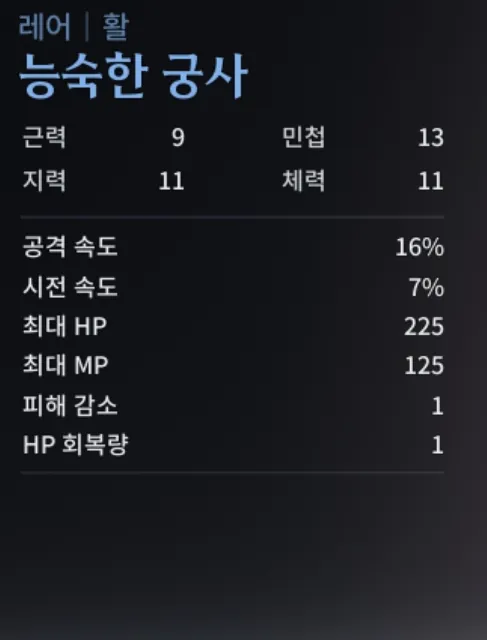 레어 | 활
능숙한 궁사
근력 9 민첩 13
지력 11 체력 11
공격 속도 16%
시전 속도 7%
최대 HP 225
최대 MP 125
피해 감소 1
HP 회복량 1